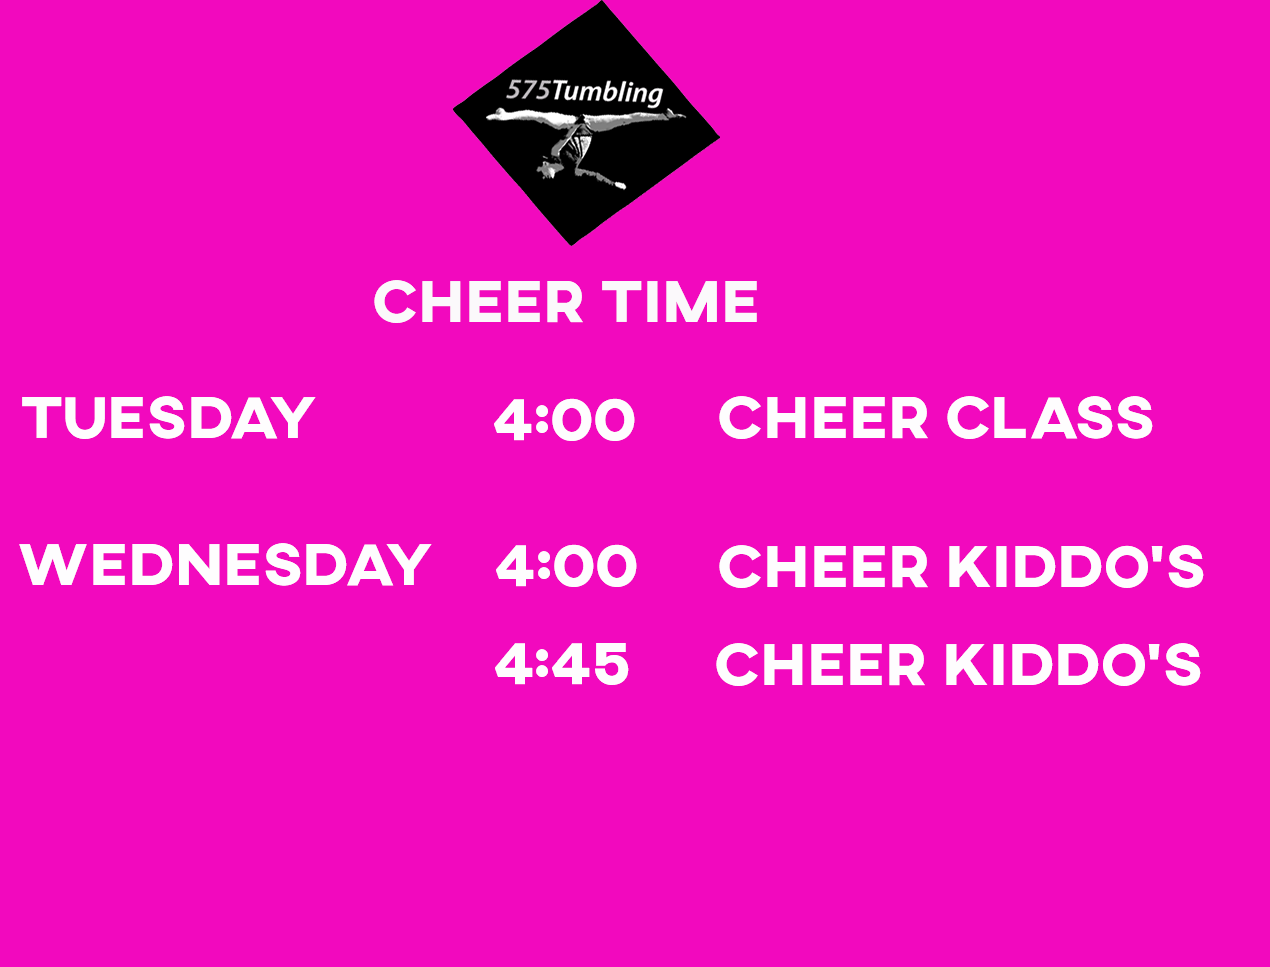 575Tumbling
CHEER TIME
TUESDAY 4:00 CHEER CLASS
WEDNESDAY 4:00 CHEER KIDDO'S
4:45 CHEER KIDDO'S